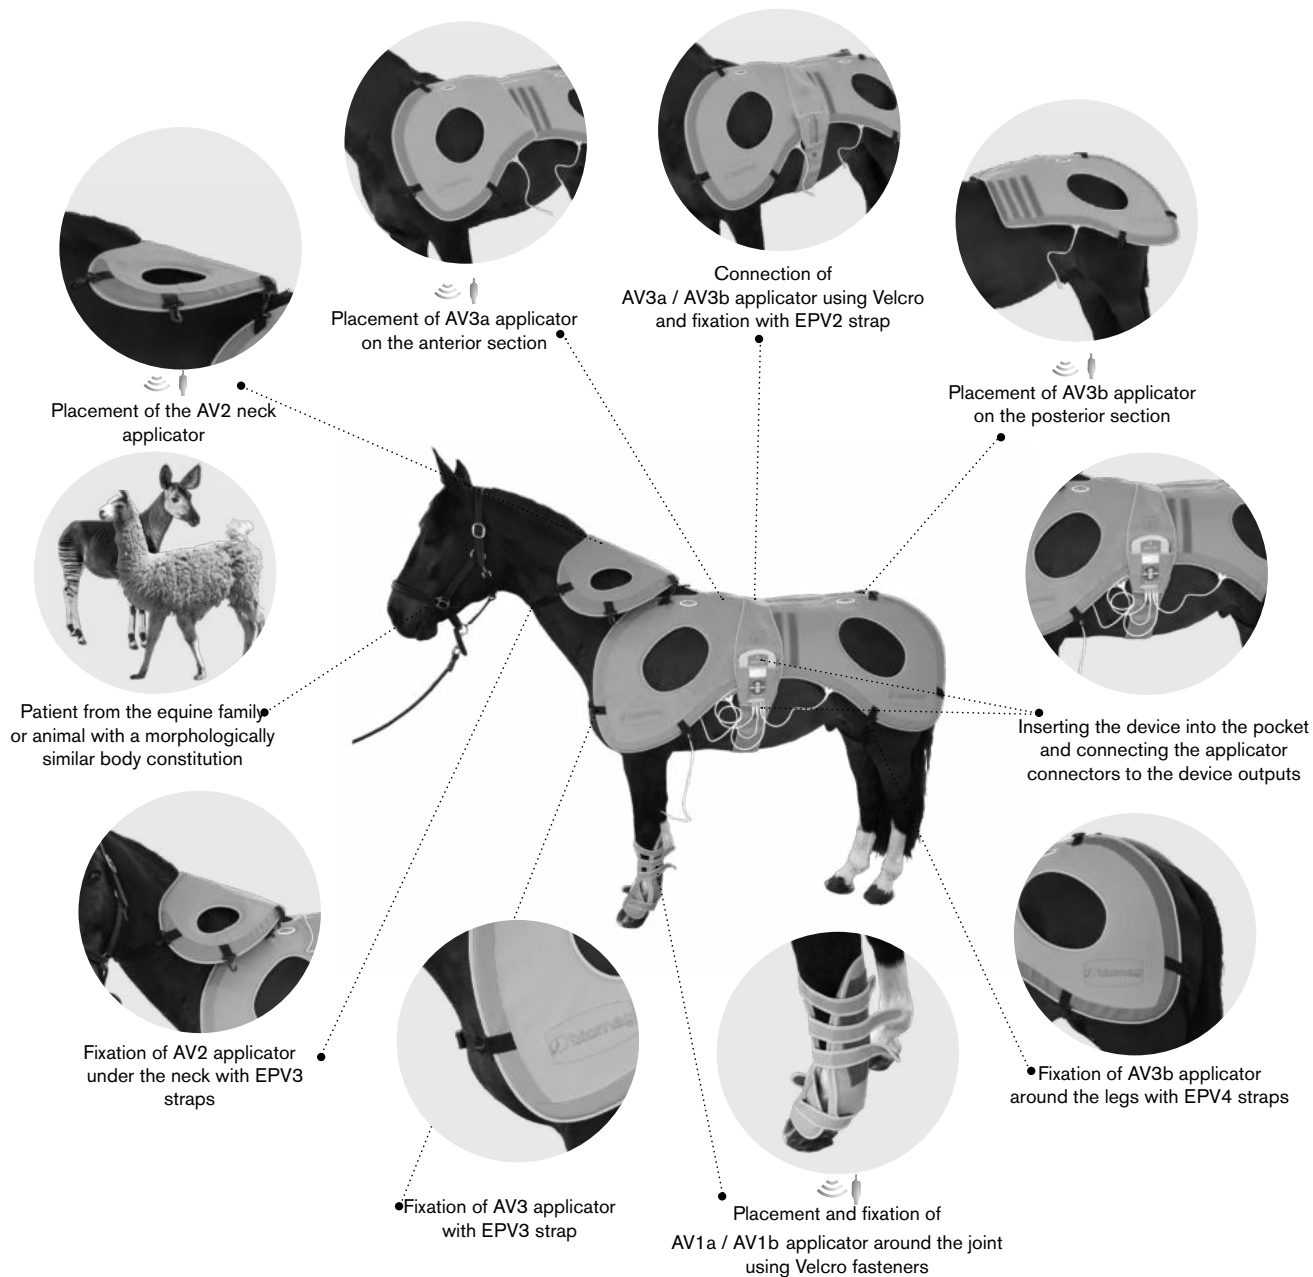 Placement of AV3a applicator
on the anterior section
Connection of
AV3a / AV3b applicator using Velcro
and fixation with EPV2 strap
Placement of AV3b applicator
on the posterior section
Placement of the AV2 neck
applicator
Patient from the equine family
or animal with a morphologically
similar body constitution
Inserting the device into the pocket
and connecting the applicator
connectors to the device outputs
Fixation of AV2 applicator
under the neck with EPV3
straps
Fixation of AV3b applicator
around the legs with EPV4 straps
Fixation of AV3 applicator
with EPV3 strap
Placement and fixation of
AV1a / AV1b applicator around the joint
using Velcro fasteners
biomag
biomag